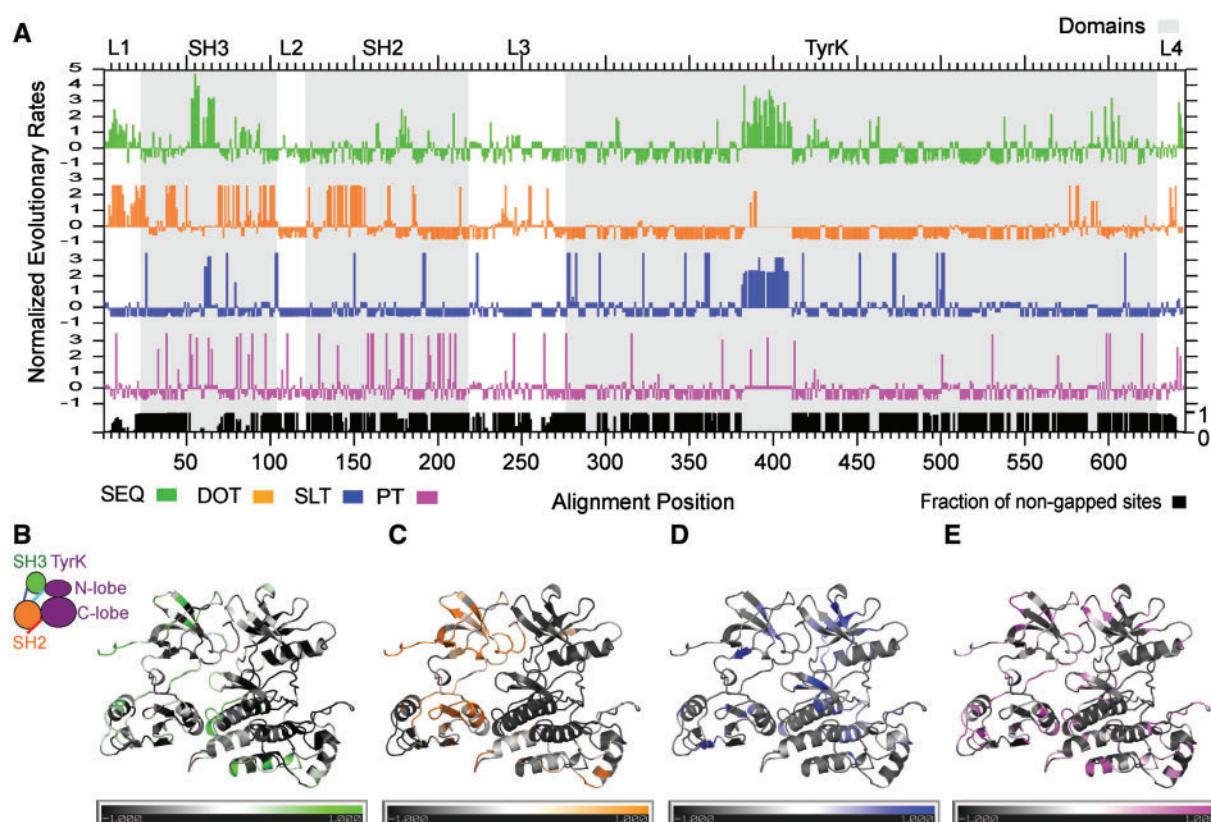 A
Domains
L1 SH3 L2 SH2 L3 TyrK L4
Normalized Evolutionary Rates
5
4
3
2
1
0
-1
3
2
1
0
-1
3
2
1
0
-1
3
2
1
0
-1
1
0
50 100 150 200 250 300 350 400 450 500 550 600
SEQ DOT SLT PT
Alignment Position
Fraction of non-gapped sites
B C D E
SH3 TyrK
N-lobe
C-lobe
SH2
-1.000 1.000
-1.000 1.000
-1.000 1.000
-1.000 1.000